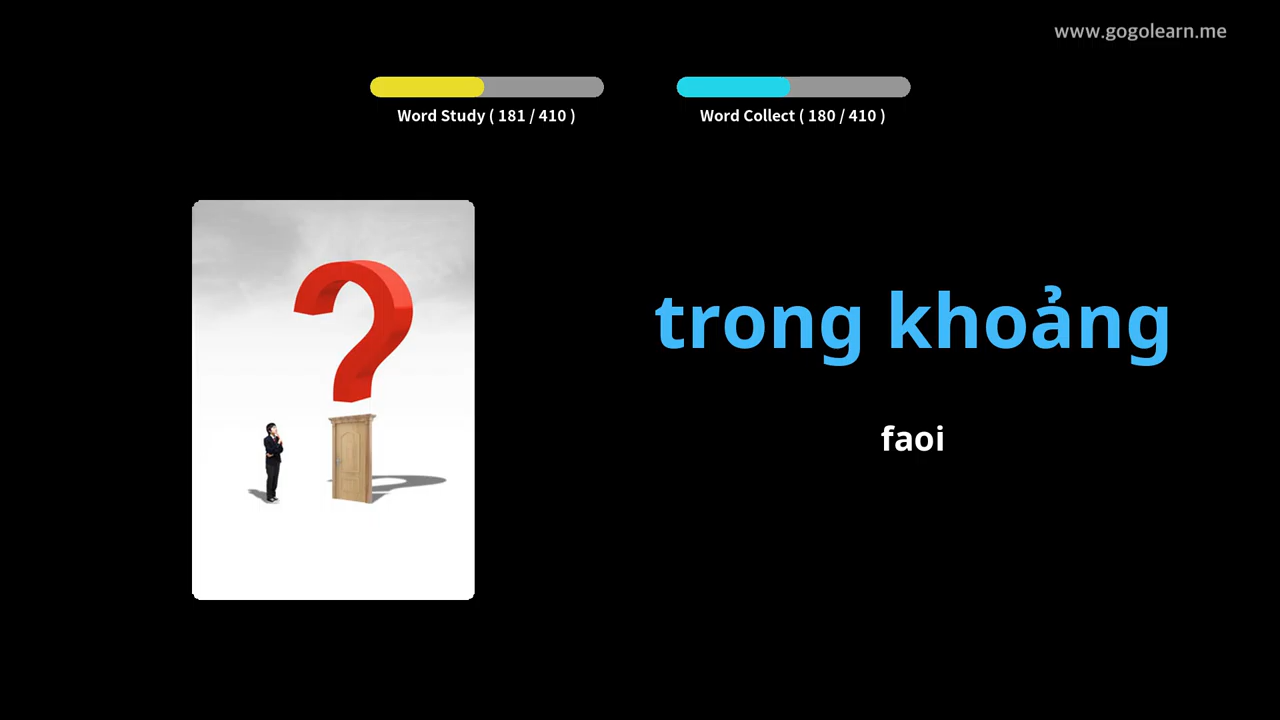 www.gogolearn.me
Word Study ( 181 / 410 )
Word Collect ( 180 / 410 )
trong khoảng
faoi